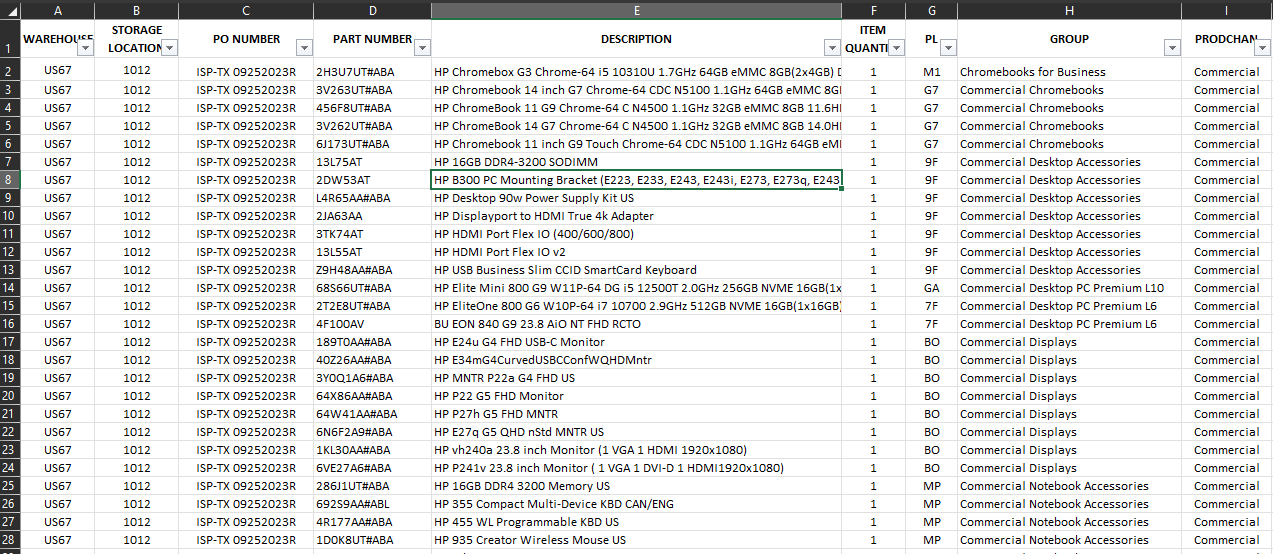 A B C D E F G H I
1 WAREHOUSE STORAGE LOCATION PO NUMBER PART NUMBER DESCRIPTION ITEM QUANTI PL GROUP PRODCHAN
2 US67 1012 ISP-TX 09252023R 2H3U7UT#ABA HP Chromebox G3 Chrome-64 i5 10310U 1.7GHz 64GB eMMC 8GB(2x4GB) D 1 M1 Chromebooks for Business Commercial
3 US67 1012 ISP-TX 09252023R 3V263UT#ABA HP Chromebook 14 inch G7 Chrome-64 CDC N5100 1.1GHz 64GB eMMC 8GI 1 G7 Commercial Chromebooks Commercial
4 US67 1012 ISP-TX 09252023R 456F8UT#ABA HP ChromeBook 11 G9 Chrome-64 C N4500 1.1GHz 32GB eMMC 8GB 11.6HI 1 G7 Commercial Chromebooks Commercial
5 US67 1012 ISP-TX 09252023R 3V262UT#ABA HP ChromeBook 14 G7 Chrome-64 C N4500 1.1GHz 32GB eMMC 8GB 14.0HI 1 G7 Commercial Chromebooks Commercial
6 US67 1012 ISP-TX 09252023R 6J173UT#ABA HP Chromebook 11 inch G9 Touch Chrome-64 CDC N5100 1.1GHz 64GB eMI 1 G7 Commercial Chromebooks Commercial
7 US67 1012 ISP-TX 09252023R 13L75AT HP 16GB DDR4-3200 SODIMM 1 9F Commercial Desktop Accessories Commercial
8 US67 1012 ISP-TX 09252023R 2DW53AT HP B300 PC Mounting Bracket (E223, E233, E243, E243i, E273, E273q, E243 1 9F Commercial Desktop Accessories Commercial
9 US67 1012 ISP-TX 09252023R L4R65AA#ABA HP Desktop 90w Power Supply Kit US 1 9F Commercial Desktop Accessories Commercial
10 US67 1012 ISP-TX 09252023R 2JA63AA HP Displayport to HDMI True 4k Adapter 1 9F Commercial Desktop Accessories Commercial
11 US67 1012 ISP-TX 09252023R 3TK74AT HP HDMI Port Flex IO (400/600/800) 1 9F Commercial Desktop Accessories Commercial
12 US67 1012 ISP-TX 09252023R 13L55AT HP HDMI Port Flex IO v2 1 9F Commercial Desktop Accessories Commercial
13 US67 1012 ISP-TX 09252023R Z9H48AA#ABA HP USB Business Slim CCID SmartCard Keyboard 1 9F Commercial Desktop Accessories Commercial
14 US67 1012 ISP-TX 09252023R 68S66UT#ABA HP Elite Mini 800 G9 W11P-64 DG i5 12500T 2.0GHz 256GB NVME 16GB(1x 1 GA Commercial Desktop PC Premium L10 Commercial
15 US67 1012 ISP-TX 09252023R 2T2E8UT#ABA HP EliteOne 800 G6 W10P-64 i7 10700 2.9GHz 512GB NVME 16GB(1x16GB) 1 7F Commercial Desktop PC Premium L6 Commercial
16 US67 1012 ISP-TX 09252023R 4F100AV BU EON 840 G9 23.8 AiO NT FHD RCTO 1 7F Commercial Desktop PC Premium L6 Commercial
17 US67 1012 ISP-TX 09252023R 189T0AA#ABA HP E24u G4 FHD USB-C Monitor 1 BO Commercial Displays Commercial
18 US67 1012 ISP-TX 09252023R 40Z26AA#ABA HP E34mG4CurvedUSBCConfWQHDMntr 1 BO Commercial Displays Commercial
19 US67 1012 ISP-TX 09252023R 3Y0Q1A6#ABA HP MNTR P22a G4 FHD US 1 BO Commercial Displays Commercial
20 US67 1012 ISP-TX 09252023R 64X86AA#ABA HP P22 G5 FHD Monitor 1 BO Commercial Displays Commercial
21 US67 1012 ISP-TX 09252023R 64W41AA#ABA HP P27h G5 FHD MNTR 1 BO Commercial Displays Commercial
22 US67 1012 ISP-TX 09252023R 6N6F2A9#ABA HP E27q G5 QHD nStd MNTR US 1 BO Commercial Displays Commercial
23 US67 1012 ISP-TX 09252023R 1KL30AA#ABA HP vh240a 23.8 inch Monitor (1 VGA 1 HDMI 1920x1080) 1 BO Commercial Displays Commercial
24 US67 1012 ISP-TX 09252023R 6VE27A6#ABA HP P241v 23.8 inch Monitor ( 1 VGA 1 DVI-D 1 HDMI1920x1080) 1 BO Commercial Displays Commercial
25 US67 1012 ISP-TX 09252023R 286J1UT#ABA HP 16GB DDR4 3200 Memory US 1 MP Commercial Notebook Accessories Commercial
26 US67 1012 ISP-TX 09252023R 692S9AA#ABL HP 355 Compact Multi-Device KBD CAN/ENG 1 MP Commercial Notebook Accessories Commercial
27 US67 1012 ISP-TX 09252023R 4R177AA#ABA HP 455 WL Programmable KBD US 1 MP Commercial Notebook Accessories Commercial
28 US67 1012 ISP-TX 09252023R 1D0K8UT#ABA HP 935 Creator Wireless Mouse US 1 MP Commercial Notebook Accessories Commercial